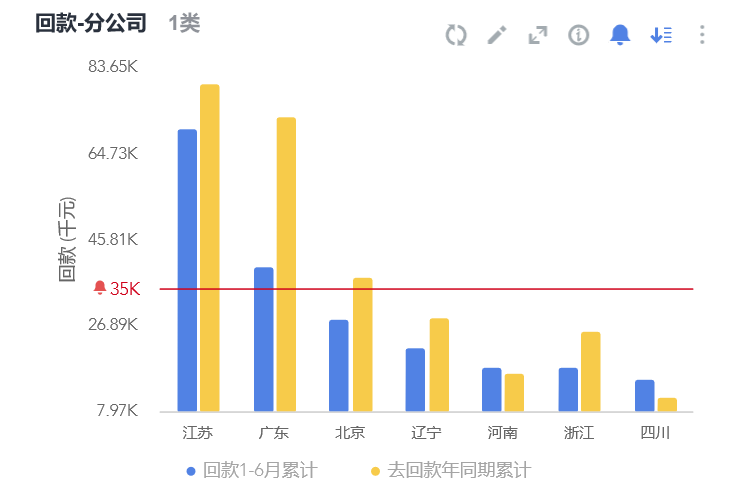 回款-分公司 1类
83.65K
64.73K
45.81K
35K
26.89K
7.97K
回款 (千元)
江苏 广东 北京 辽宁 河南 浙江 四川
回款1-6月累计 去回款年同期累计